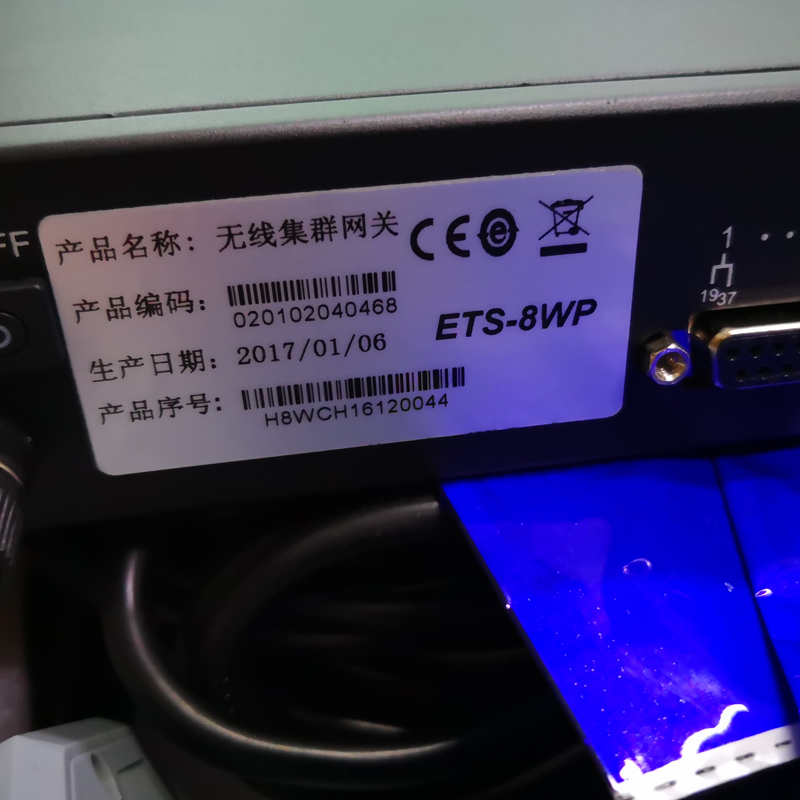 FF
产品名称：无线集群网关
CE
产品编码：
020102040468
ETS-8WP
生产日期：2017/01/06
产品序号：
H8WCH16120044
1
19 37